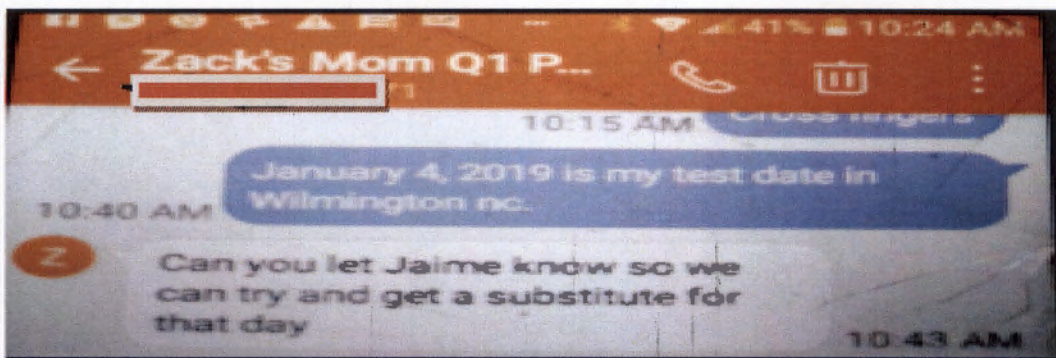 41% 10:24 AM
Zack's Mom Q1 P...
71
10:15 AM Cross fingers
January 4, 2019 is my test date in
Wilmington nc.
10:40 AM
Z
Can you let Jaime know so we
can try and get a substitute for
that day
10:43 AM